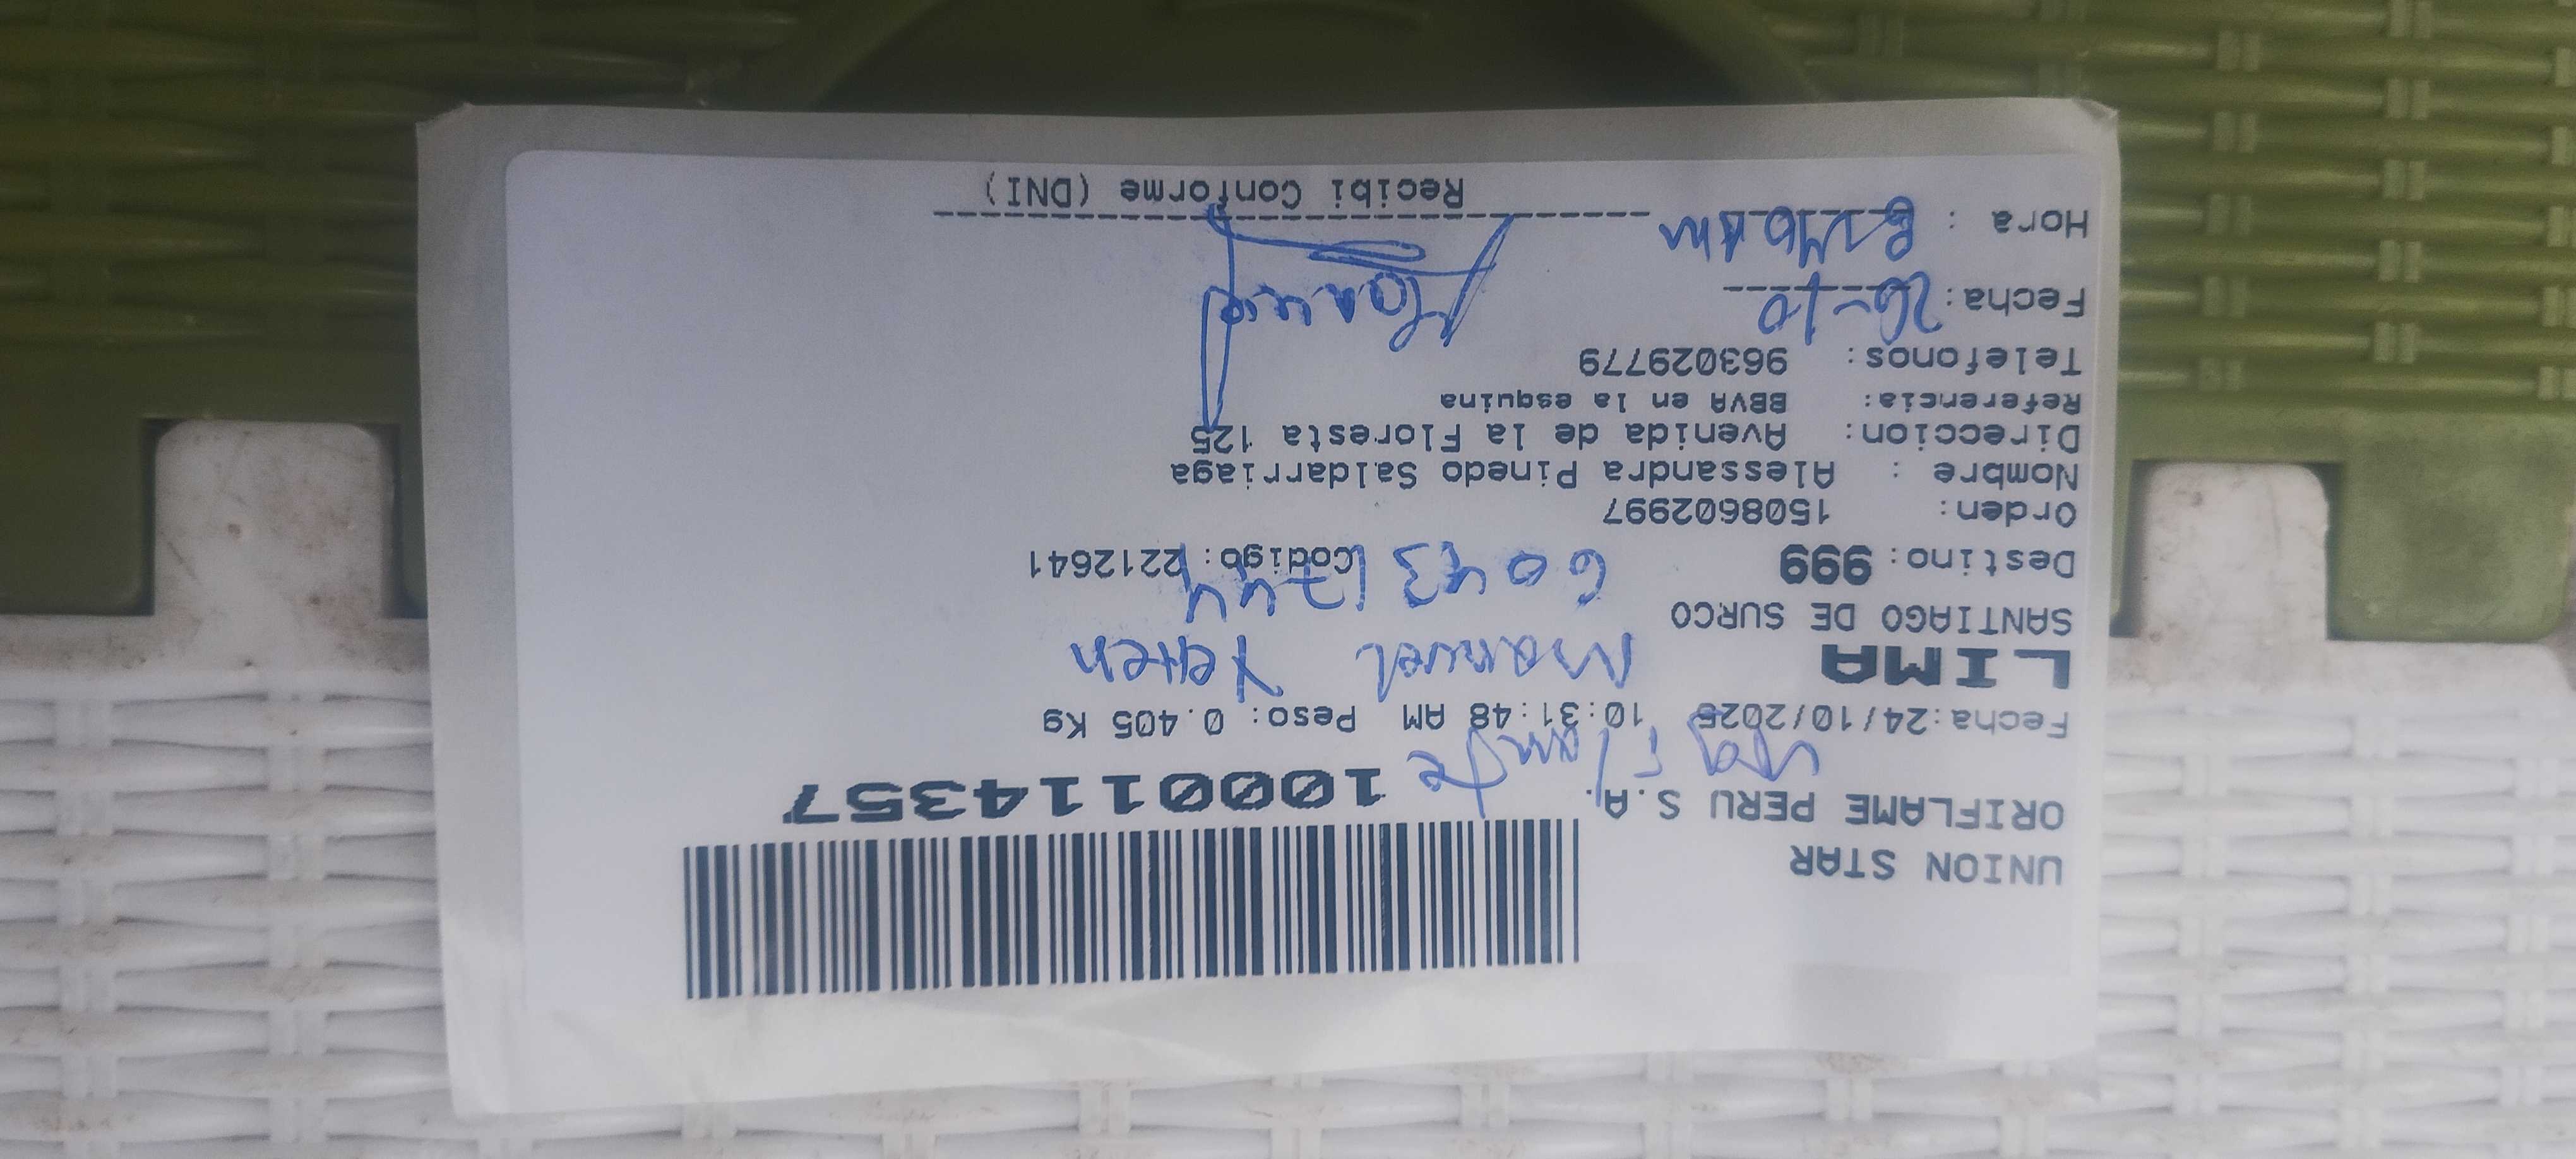 UNION STAR
ORIFLAME PERU S.A.
1000114357
Fecha:24/10/2025 10:31:48 AM Peso: 0.405 Kg
LIMA
Manuel Yeren
SANTIAGO DE SURCO
Destino: 999 Codigo: 2212641
Orden: 1508602997
Nombre : Alessandra Pinedo Saldarriaga
Direccion: Avenida de la Floresta 125
Referencia: BBVA en la esquina
Telefonos: 963029779
Fecha: 26-10
Hora :
Recibi Conforme (DNI)